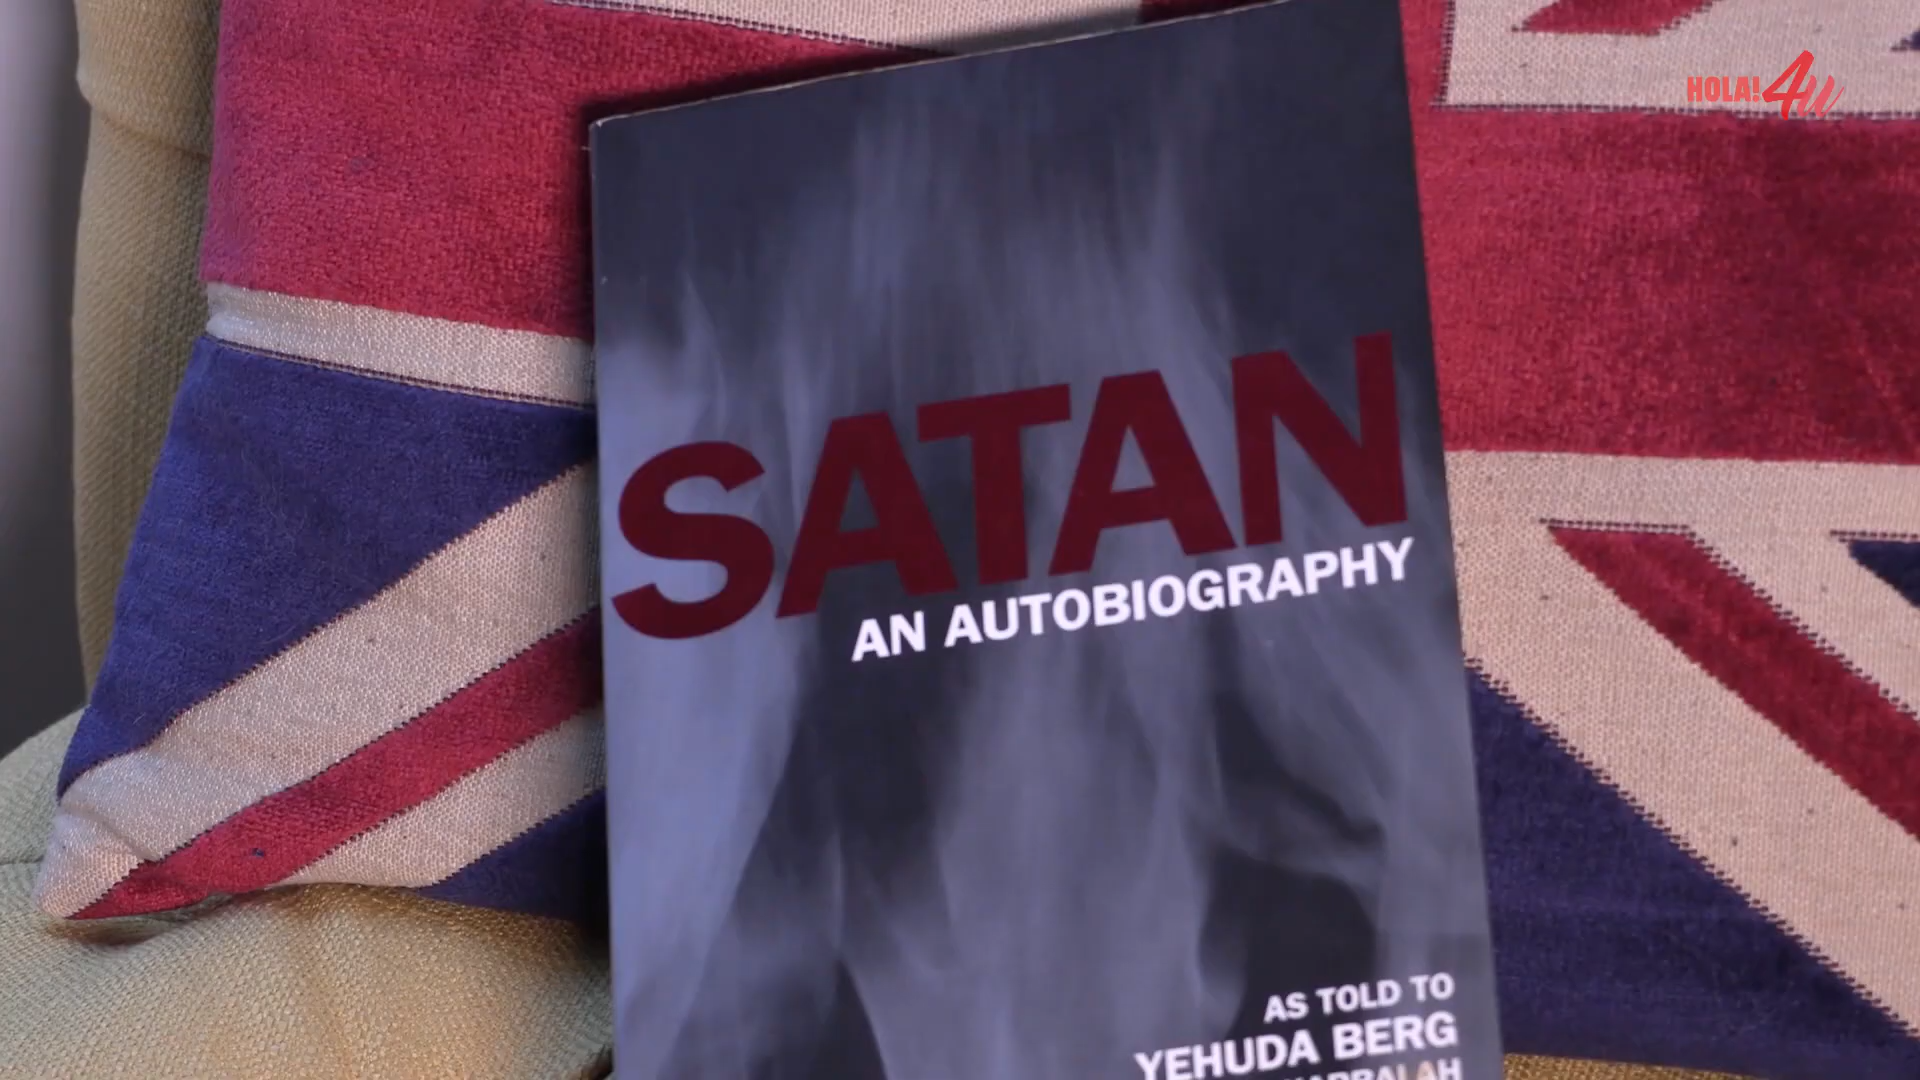 HOLA! 4u
SATAN
AN AUTOBIOGRAPHY
AS TOLD TO
YEHUDA BERG